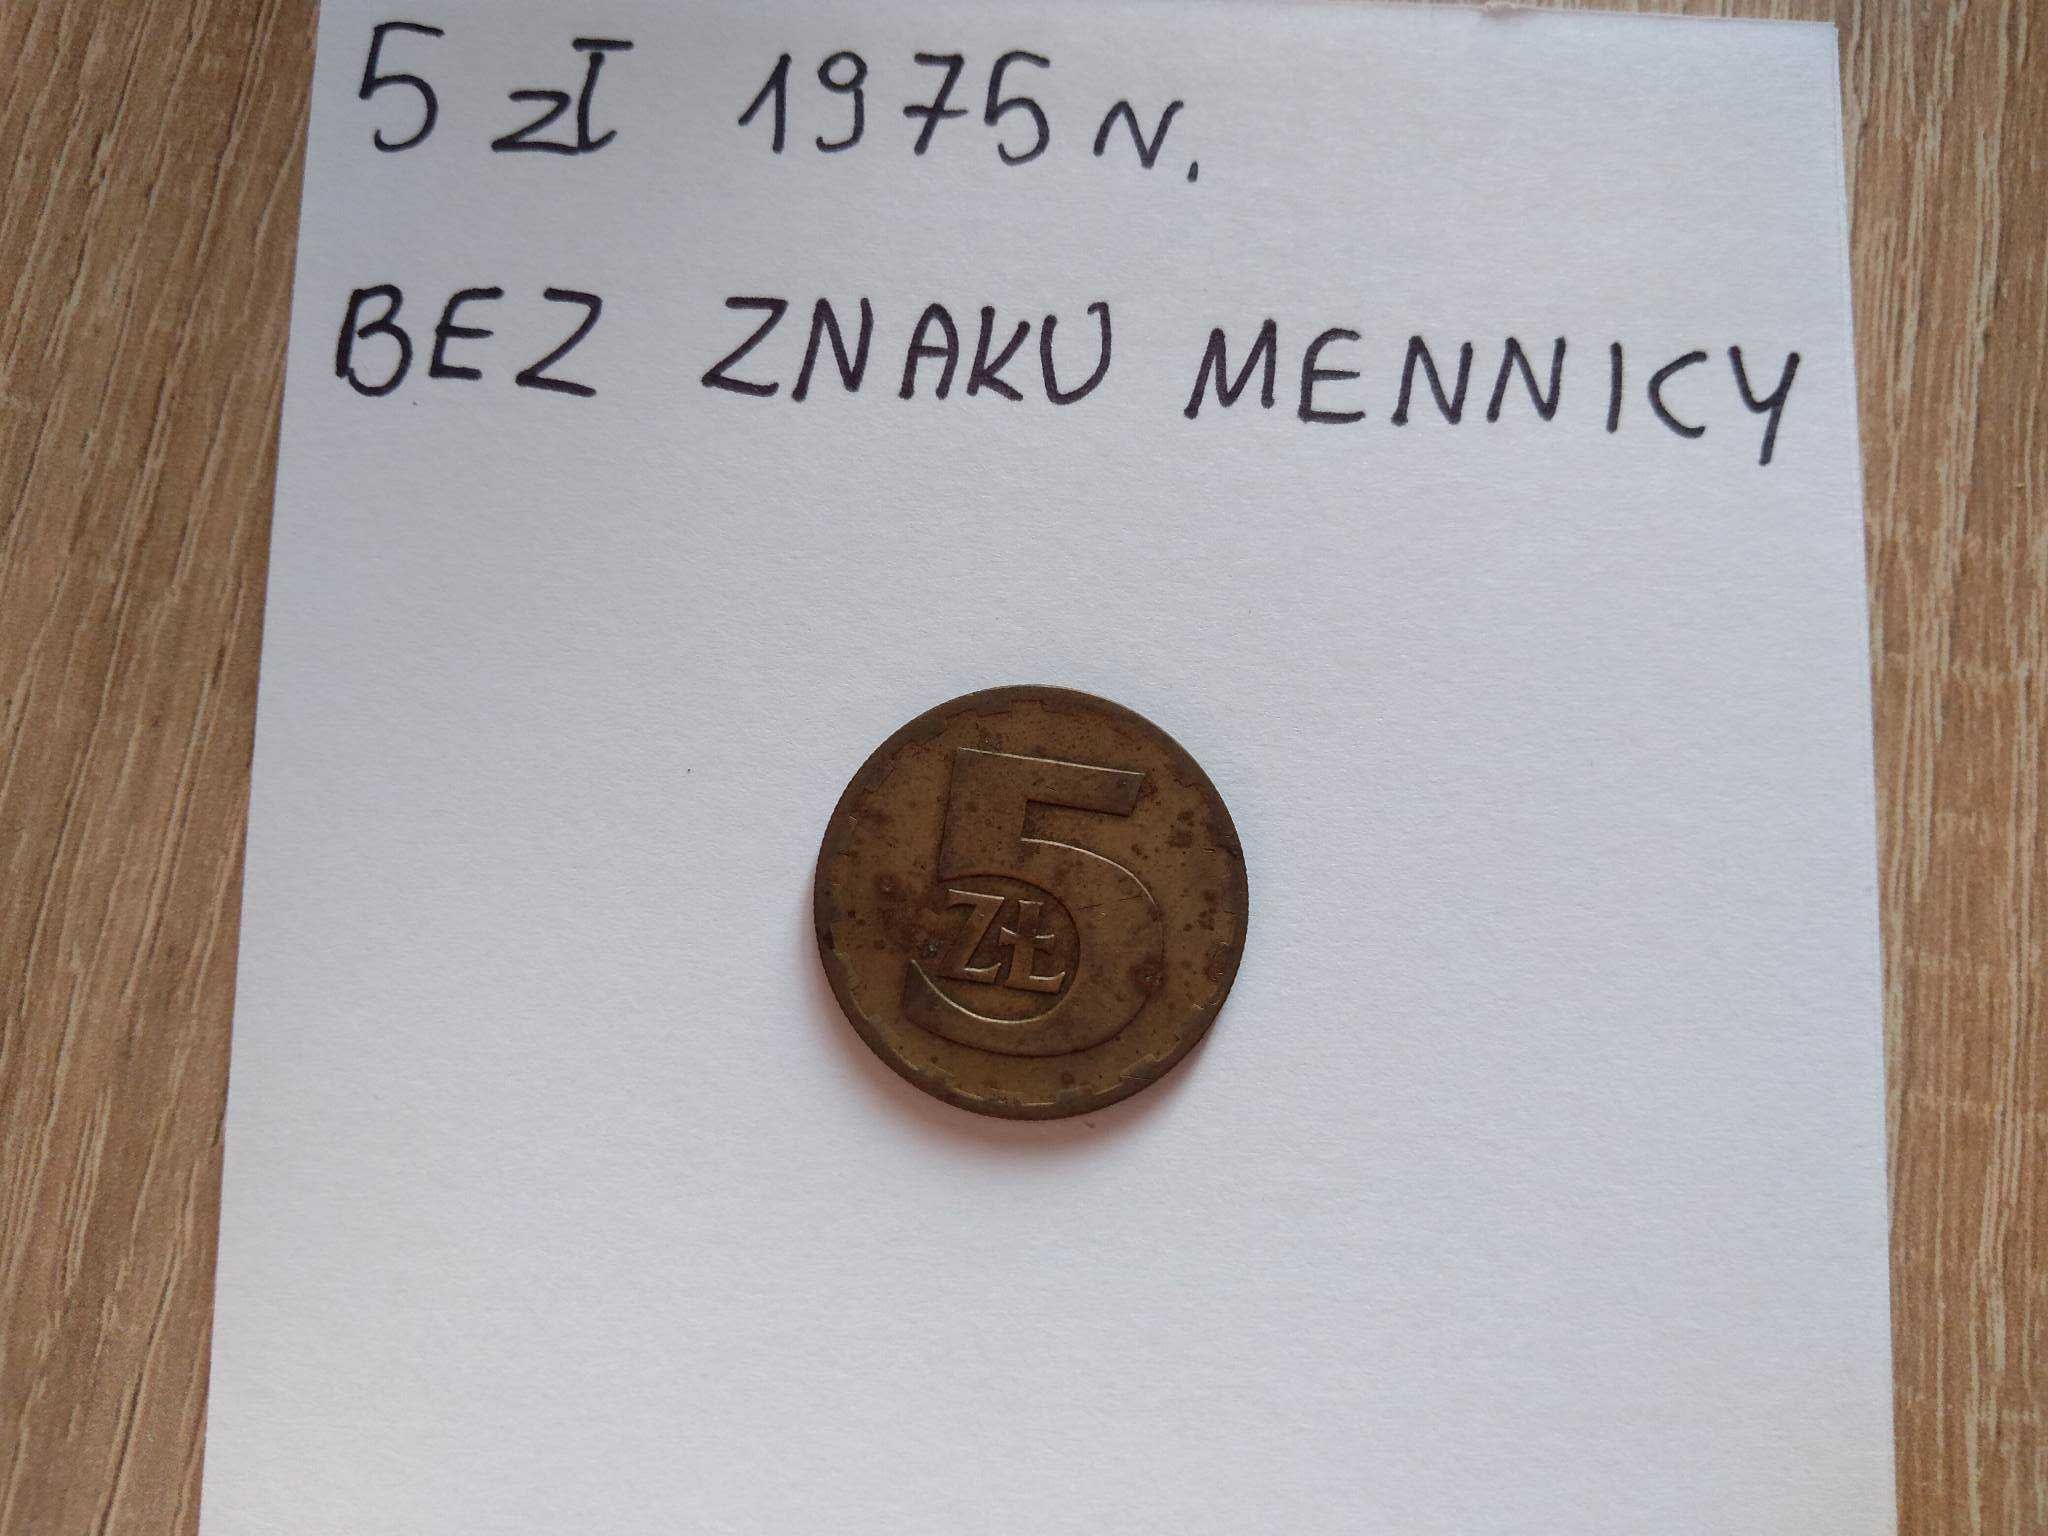 5 zł 1975 r.
BEZ ZNAKU MENNICY
5
ZŁ